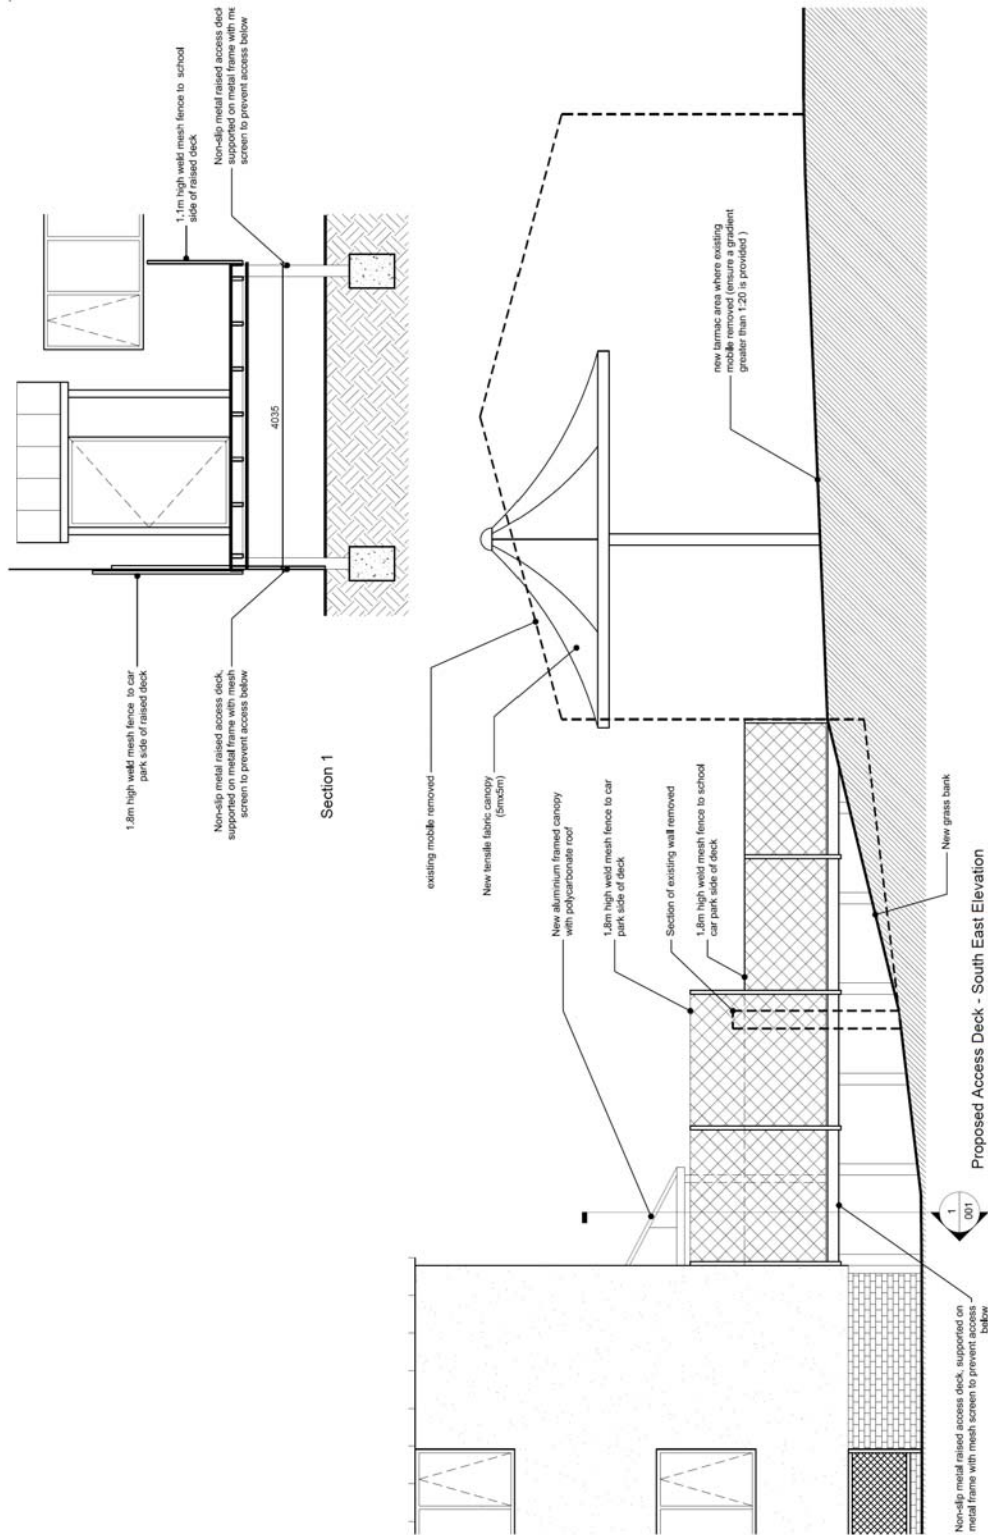 1.8m high weld mesh fence to car
park side of raised deck
Non-slip metal raised access deck,
supported on metal frame with mesh
screen to prevent access below
Section 1
4035
1.1m high weld mesh fence to school
side of raised deck
Non-slip metal raised access deck
supported on metal frame with me
screen to prevent access below
existing mobile removed
New tensile fabric canopy
(5mx5m)
New aluminium framed canopy
with polycarbonate roof
1.8m high weld mesh fence to car
park side of deck
Section of existing wall removed
1.8m high weld mesh fence to school
car park side of deck
new tarmac area where existing
mobile removed (ensure a gradient
greater than 1:20 is provided )
New grass bank
Non-slip metal raised access deck, supported on
metal frame with mesh screen to prevent access
below
1
001
Proposed Access Deck - South East Elevation